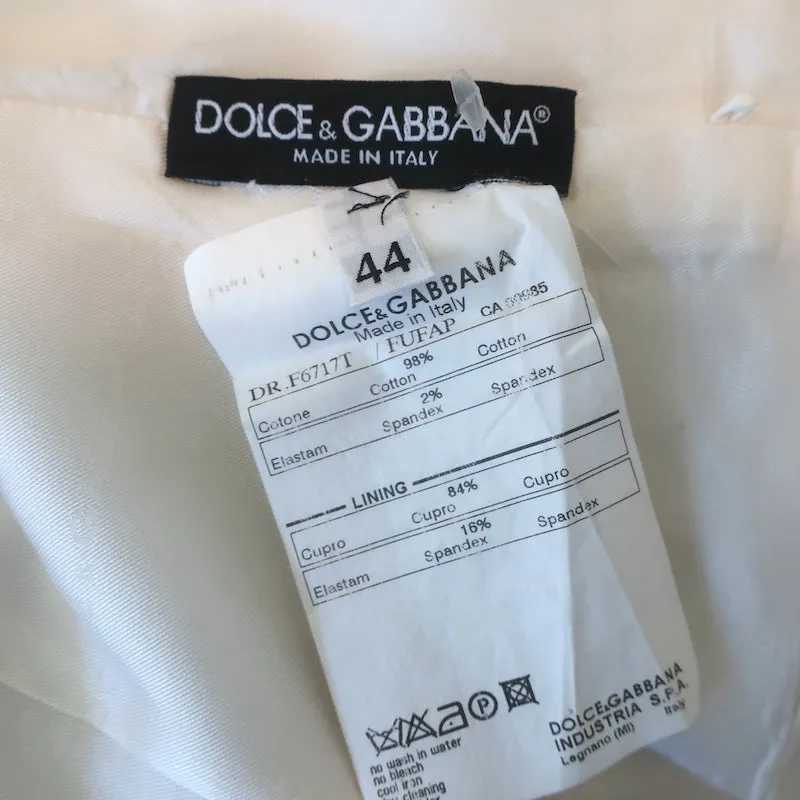 DOLCE & GABBANA®
MADE IN ITALY
44
DOLCE&GABBANA
Made in Italy
DR.F6717T / FUFAP CA
98%
Cotone Cotton Cotton
2%
Elastam Spandex Spandex
LINING
84%
Cupro Cupro Cupro
16%
Elastam Spandex Spandex
P
no wash in water
no bleach
cool iron
cleaning
DOLCE&GABBANA
INDUSTRIA S.P.A.
Legnano (MI) Italy